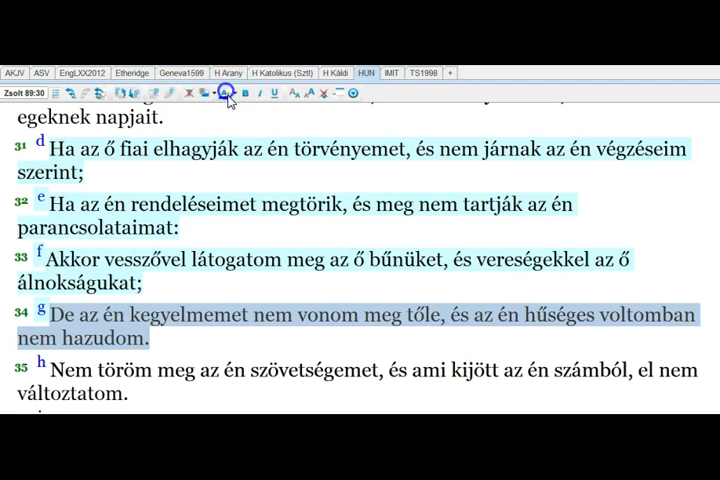 AKJV ASV EngLXX2012 Etheridge Geneva1599 H Arany H Katolikus (Sztl) H Káldi HUN IMIT TS1998 +
Zsolt 89:30 B I U
egeknek napjait.
31 d Ha az ő fiai elhagyják az én törvényemet, és nem járnak az én végzéseim
szerint;
32 e Ha az én rendeléseimet megtörik, és meg nem tartják az én
parancsolataimat:
33 f Akkor vesszővel látogatom meg az ő bűnüket, és vereségekkel az ő
álnokságukat;
34 g De az én kegyelmemet nem vonom meg tőle, és az én hűséges voltomban
nem hazudom.
35 h Nem töröm meg az én szövetségemet, és ami kijött az én számból, el nem
változtatom.